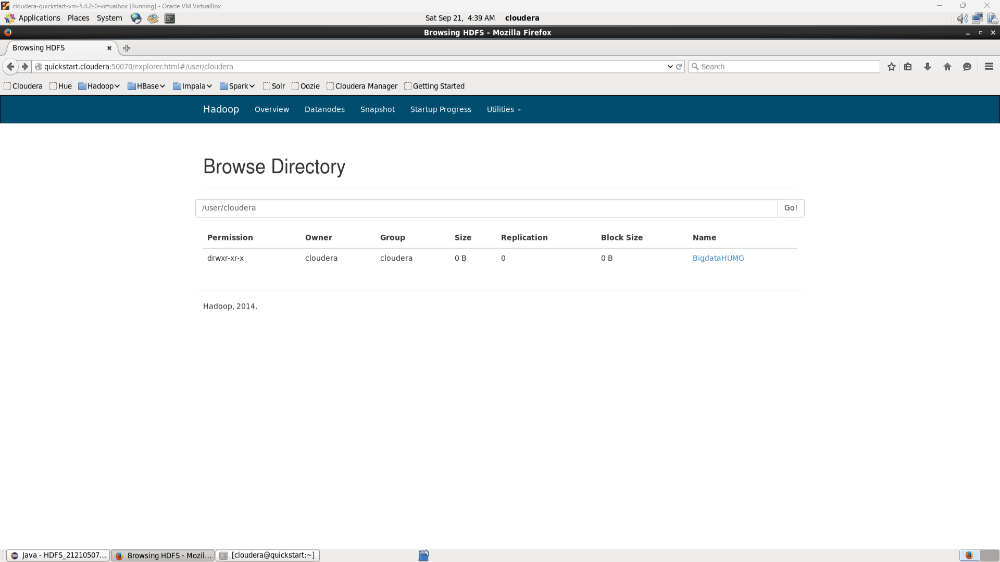 cloudera-quickstart-vm-5.4.2-0-virtualbox [Running] - Oracle VM VirtualBox
Applications Places System Sat Sep 21, 4:39 AM cloudera
Browsing HDFS - Mozilla Firefox
Browsing HDFS
quickstart.cloudera:50070/explorer.html#/user/cloudera Search
Cloudera Hue Hadoop HBase Impala Spark Solr Oozie Cloudera Manager Getting Started
Hadoop Overview Datanodes Snapshot Startup Progress Utilities
Browse Directory
/user/cloudera Go!
Permission Owner Group Size Replication Block Size Name
drwxr-xr-x cloudera cloudera 0 B 0 0 B BigdataHUMG
Hadoop, 2014.
Java - HDFS_21210507... Browsing HDFS - Mozil... [cloudera@quickstart:~]